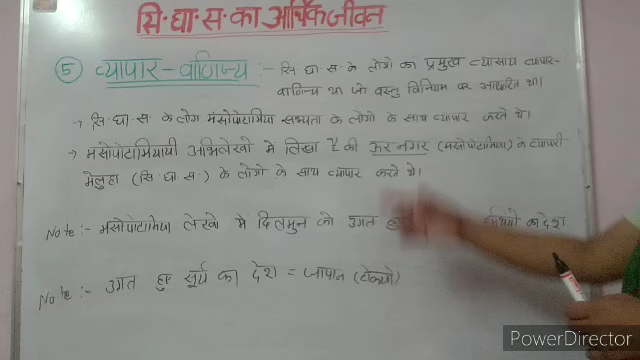 सि·घा·स·का आर्थिक जीवन
⑤ व्यापार-वाणिज्य :- सि घा स के लोगो का प्रमुख व्यवसाय व्यापार-
वाणिज्य था जो वस्तु विनिमय पर आधारित था।
→ सि·घा·स· के लोग मेसोपोटामिया सभ्यता के लोगो के साथ व्यापार करते थे।
→ मेसोपोटामियायी अभिलेखो मे लिखा है की ऊर नगर (मेसोपोटामिया) के व्यापारी
मेलुहा (सि·घा·स·) के लोगो के साथ व्यापार करते थे।
Note :- मेसोपोटामिया लेखो मे दिलमुन को उगते का देश
Note :- उगते हुए सूर्य का देश = जापान (टोक्यो)
PowerDirector